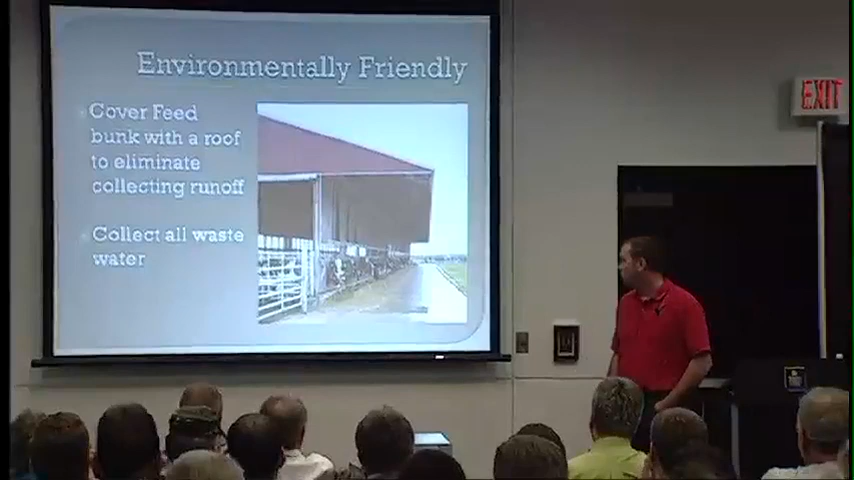 Environmentally Friendly
Cover Feed
bunk with a roof
to eliminate
collecting runoff
Collect all waste
water
EXIT